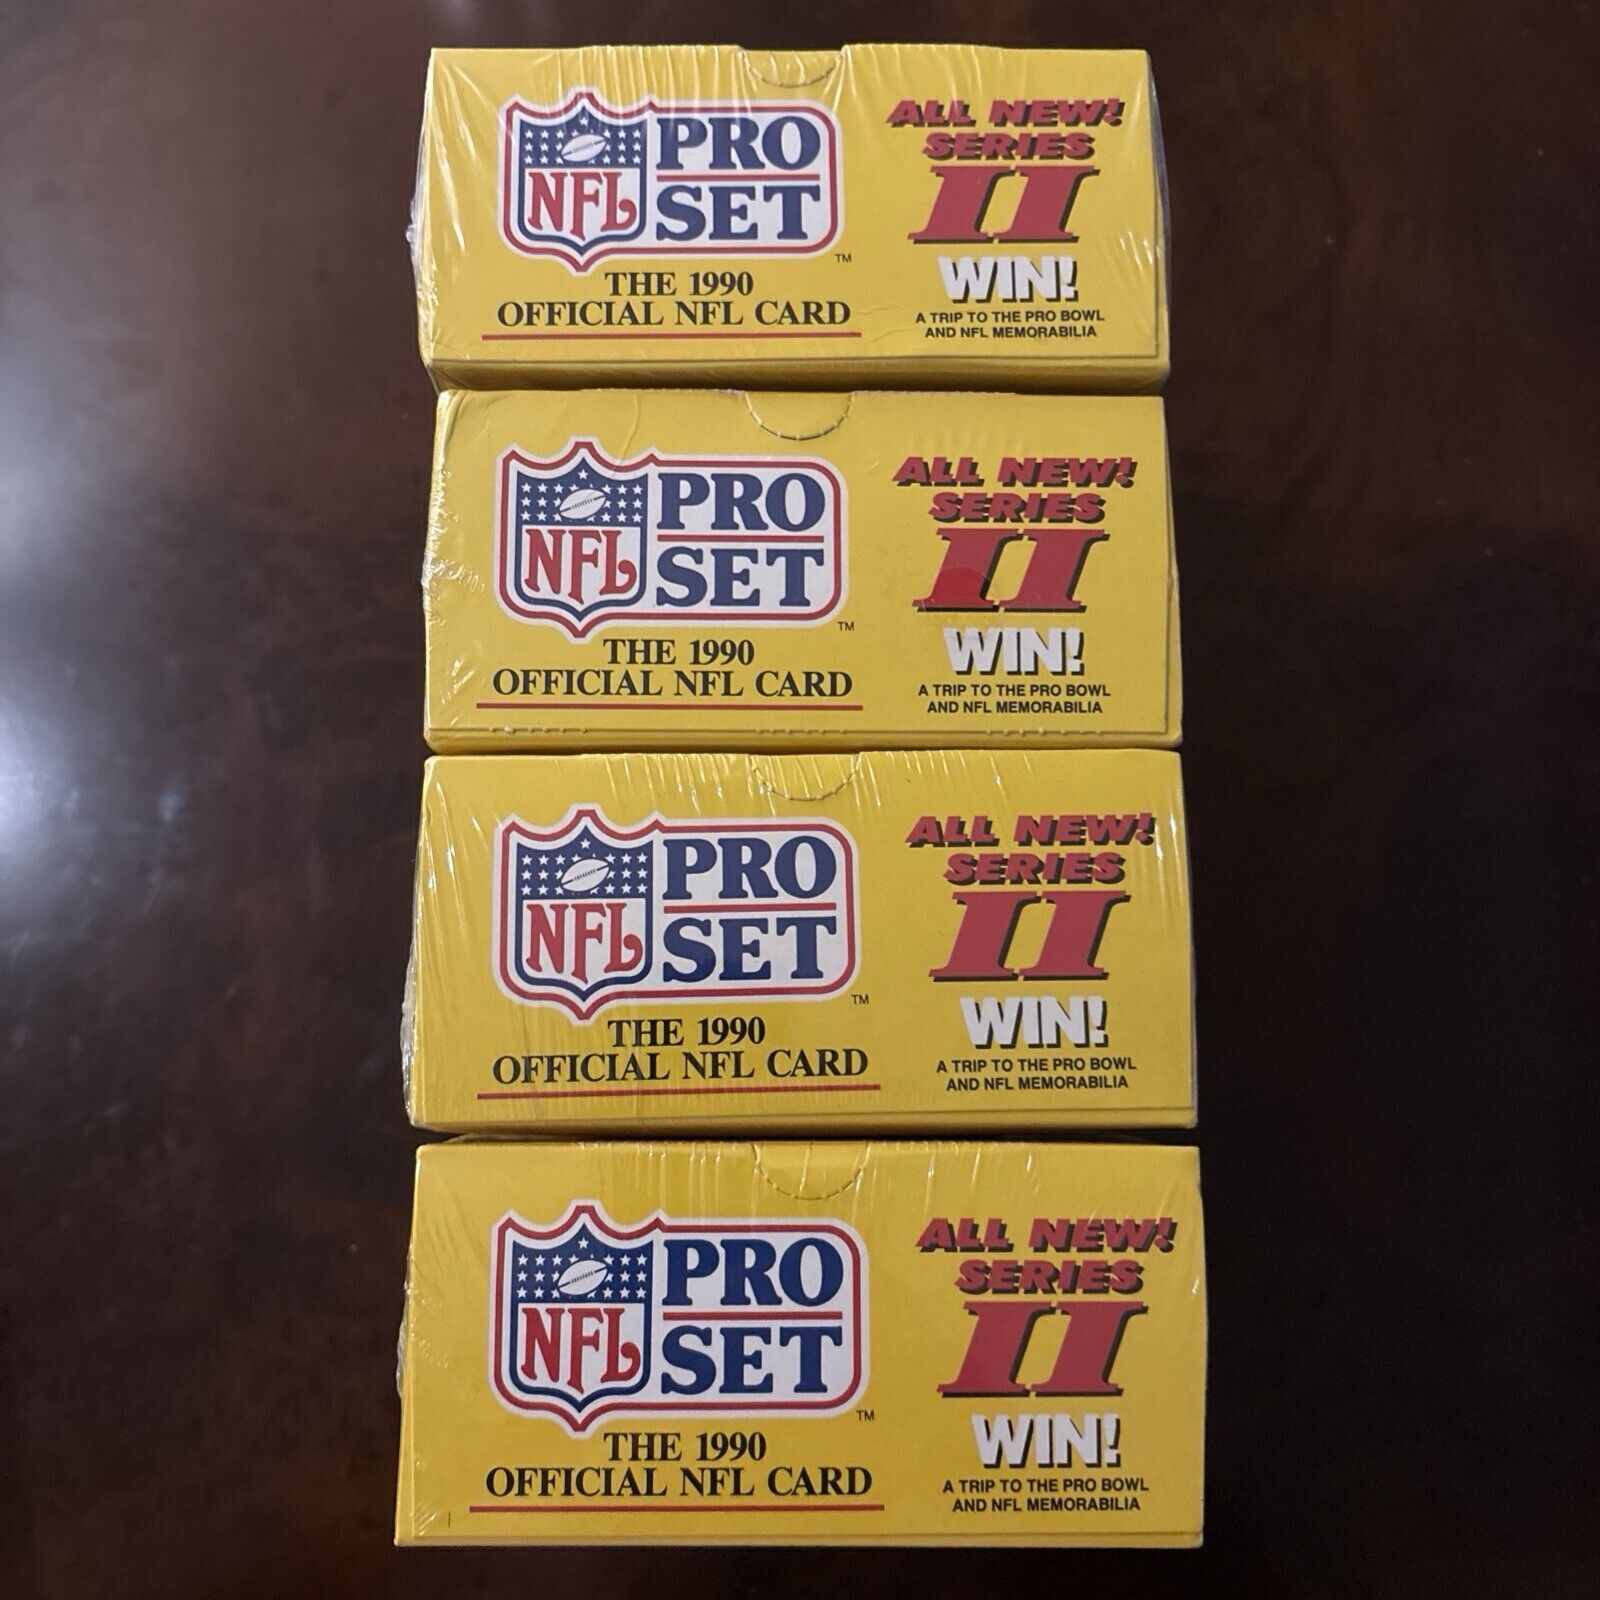 NFL PRO SET
TM
THE 1990
OFFICIAL NFL CARD
ALL NEW!
SERIES
II
WIN!
A TRIP TO THE PRO BOWL
AND NFL MEMORABILIA
NFL PRO SET
TM
THE 1990
OFFICIAL NFL CARD
ALL NEW!
SERIES
II
WIN!
A TRIP TO THE PRO BOWL
AND NFL MEMORABILIA
NFL PRO SET
TM
THE 1990
OFFICIAL NFL CARD
ALL NEW!
SERIES
II
WIN!
A TRIP TO THE PRO BOWL
AND NFL MEMORABILIA
NFL PRO SET
TM
THE 1990
OFFICIAL NFL CARD
ALL NEW!
SERIES
II
WIN!
A TRIP TO THE PRO BOWL
AND NFL MEMORABILIA